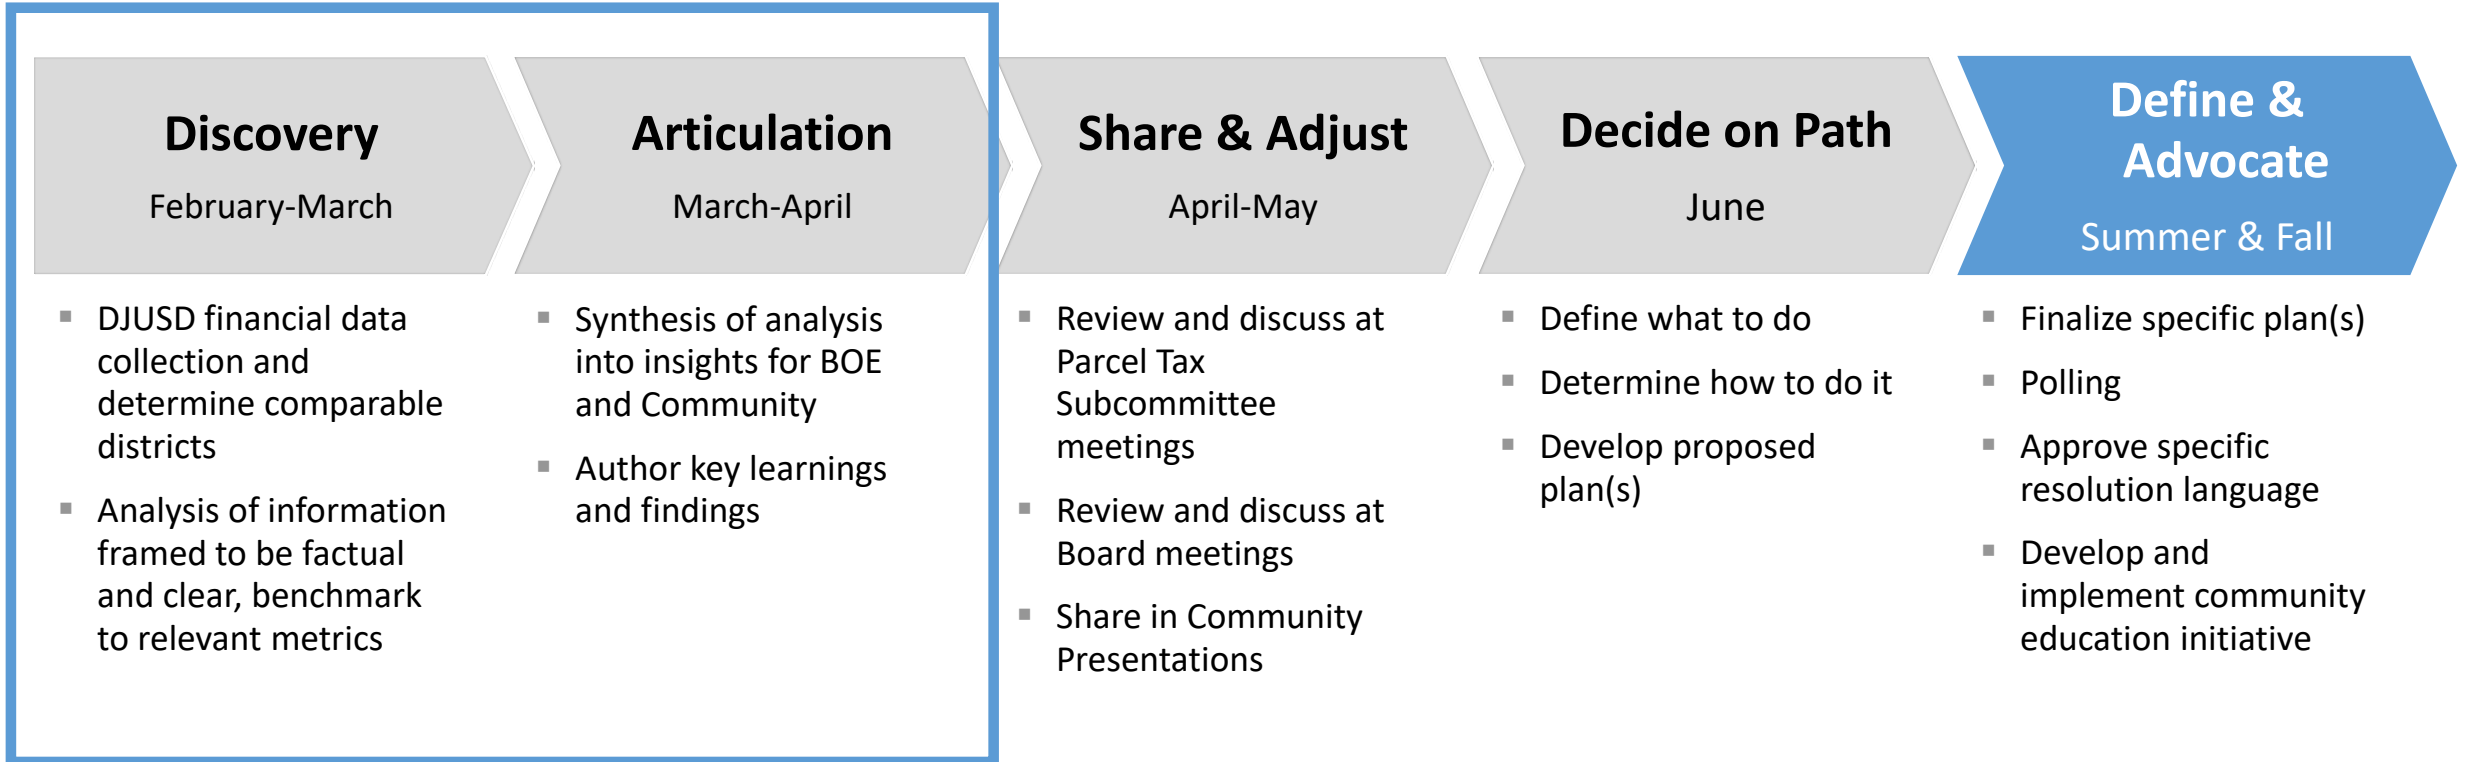 Discovery
February-March
▪ DJUSD financial data
collection and
determine comparable
districts
▪ Analysis of information
framed to be factual
and clear, benchmark
to relevant metrics
Articulation
March-April
▪ Synthesis of analysis
into insights for BOE
and Community
▪ Author key learnings
and findings
Share & Adjust
April-May
▪ Review and discuss at
Parcel Tax
Subcommittee
meetings
▪ Review and discuss at
Board meetings
▪ Share in Community
Presentations
Decide on Path
June
▪ Define what to do
▪ Determine how to do it
▪ Develop proposed
plan(s)
Define &
Advocate
Summer & Fall
▪ Finalize specific plan(s)
▪ Polling
▪ Approve specific
resolution language
▪ Develop and
implement community
education initiative